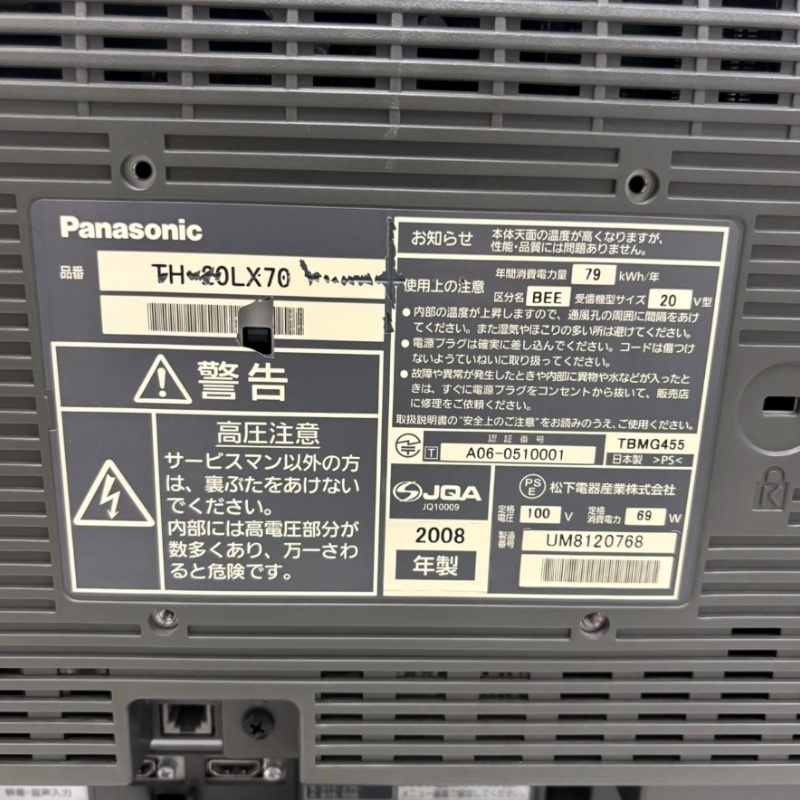 Panasonic
品番
TH-20LX70
警告
高圧注意
サービスマン以外の方
は、裏ぶたをあけない
でください。
内部には高電圧部分が
数多くあり、万一さわ
ると危険です。
お知らせ
本体天面の温度が高くなりますが、
性能・品質には問題ありません。
使用上の注意
年間消費電力量 79 kWh/年
区分名 BEE 受信機型サイズ 20 V型
●内部の温度が上昇しますので、通風孔の周囲に間隔をあけ
てください。また湿気やほこりの多い所は避けてください。
●電源プラグは確実に差し込んでください。コードは傷つけ
ないようていねいに取り扱ってください。
●故障や異常が発生したときや内部に異物や水などが入ったと
きは、すぐに電源プラグをコンセントから抜いて、販売店
に修理をご依頼ください。
取扱説明書の"安全上のご注意"をお読みのうえ、ご使用ください。
認証番号
T A06-0510001
TBMG455
日本製 >PS<
JQA
JQ10009
PS
E
松下電器産業株式会社
定格電圧 100 V 定格消費電力 69 W
2008
年製
製造番号 UM8120768
K
映像・音声入力